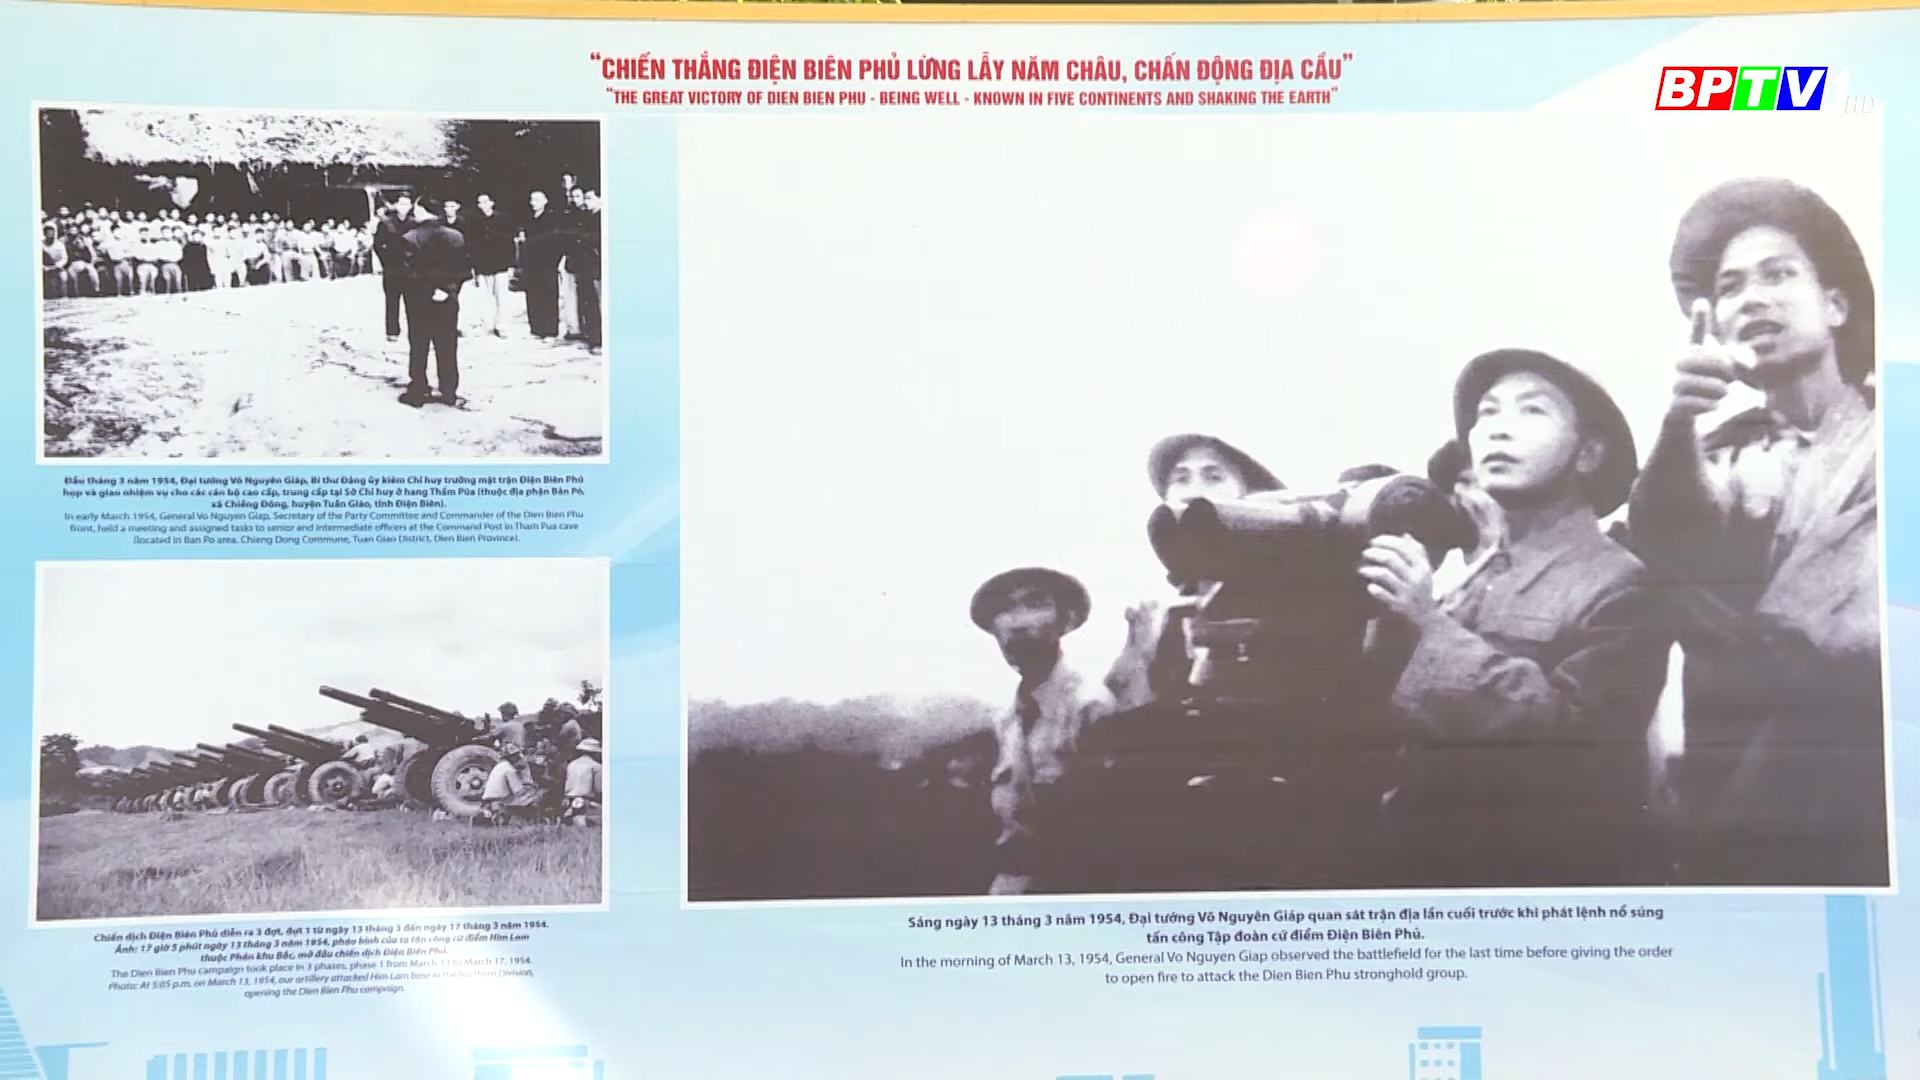 “CHIẾN THẮNG ĐIỆN BIÊN PHỦ LỪNG LẪY NĂM CHÂU, CHẤN ĐỘNG ĐỊA CẦU”
“THE GREAT VICTORY OF DIEN BIEN PHU - BEING WELL - KNOWN IN FIVE CONTINENTS AND SHAKING THE EARTH”
BPTV1
HD
Đầu tháng 3 năm 1954, Đại tướng Võ Nguyên Giáp, Bí thư Đảng ủy kiêm Chỉ huy trưởng mặt trận Điện Biên Phủ
họp và giao nhiệm vụ cho các cán bộ cao cấp, trung cấp tại Sở Chỉ huy ở hang Thẩm Púa (thuộc địa phận Bản Pó,
xã Chiềng Đông, huyện Tuần Giáo, tỉnh Điện Biên).
In early March 1954, General Vo Nguyen Giap, Secretary of the Party Committee and Commander of the Dien Bien Phu
front, held a meeting and assigned tasks to senior and intermediate officers at the Command Post in Tham Pua cave
(located in Ban Po area, Chieng Dong Commune, Tuan Giao District, Dien Bien Province).
Chiến dịch Điện Biên Phủ diễn ra 3 đợt, đợt 1 từ ngày 13 tháng 3 đến ngày 17 tháng 3 năm 1954.
Ảnh: 17 giờ 5 phút ngày 13 tháng 3 năm 1954, pháo binh của ta tấn công cứ điểm Him Lam
thuộc Phân khu Bắc, mở đầu chiến dịch Điện Biên Phủ.
The Dien Bien Phu campaign took place in 3 phases, phase 1 from March 13 to March 17, 1954.
Photo: At 5:05 p.m. on March 13, 1954, our artillery attacked Him Lam base in the Northern Division,
opening the Dien Bien Phu campaign.
Sáng ngày 13 tháng 3 năm 1954, Đại tướng Võ Nguyên Giáp quan sát trận địa lần cuối trước khi phát lệnh nổ súng
tấn công Tập đoàn cứ điểm Điện Biên Phủ.
In the morning of March 13, 1954, General Vo Nguyen Giap observed the battlefield for the last time before giving the order
to open fire to attack the Dien Bien Phu stronghold group.